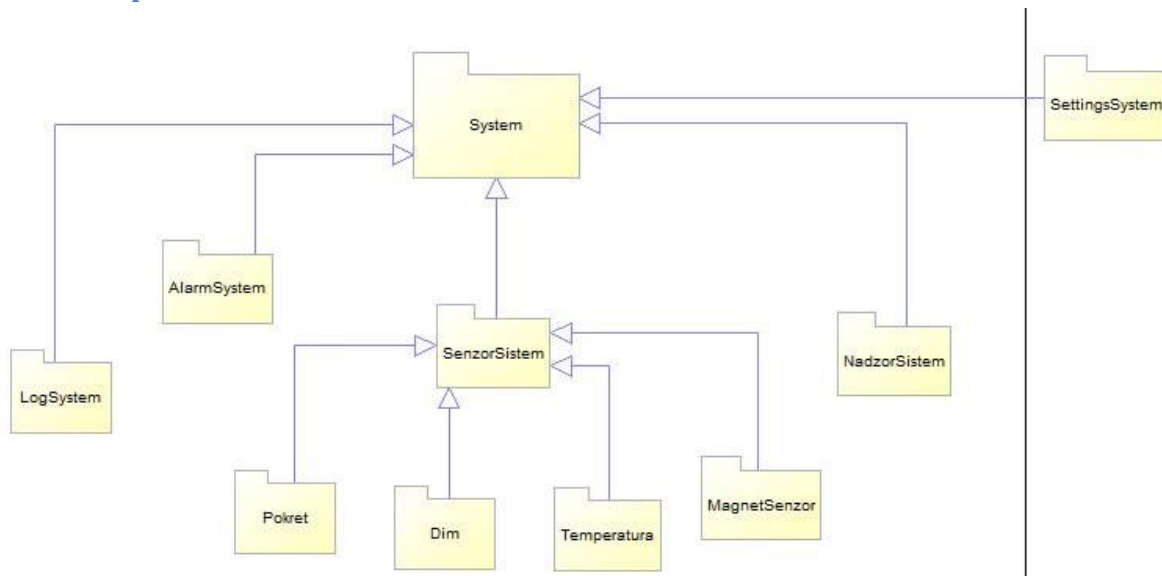 System
SettingsSystem
AlarmSystem
SenzorSistem
NadzorSistem
LogSystem
Pokret
Dim
Temperatura
MagnetSenzor